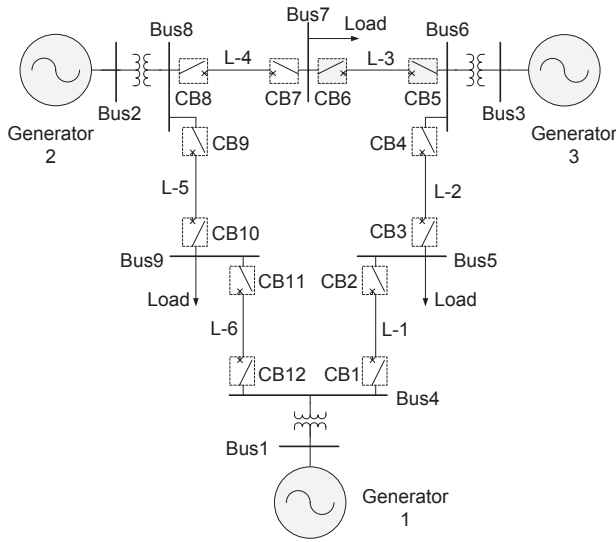 Bus7
Load
Bus8
Bus6
L-4
L-3
CB8
CB7
CB6
CB5
Bus2
Bus3
Generator
2
Generator
3
CB9
CB4
L-5
L-2
CB10
CB3
Bus9
Bus5
Load
CB11
CB2
Load
L-6
L-1
CB12
CB1
Bus4
Bus1
Generator
1